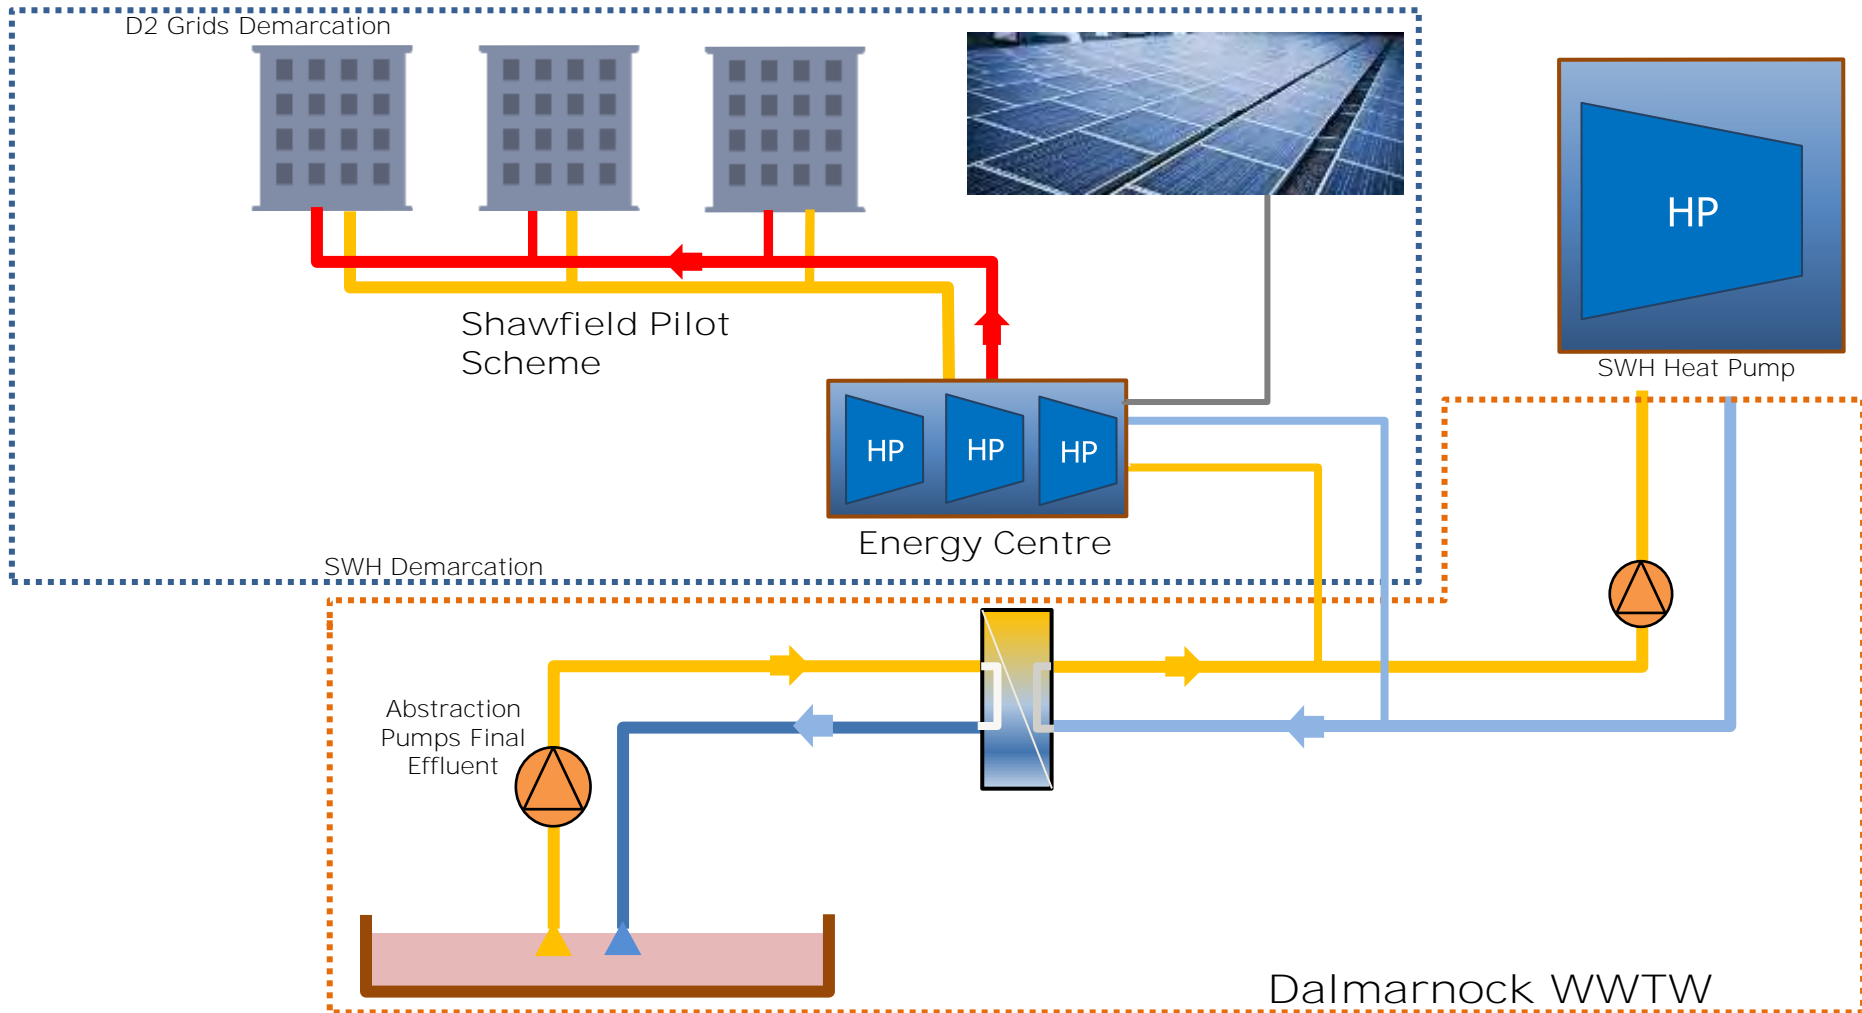 D2 Grids Demarcation
HP
Shawfield Pilot
Scheme
SWH Heat Pump
HP
HP
HP
Energy Centre
SWH Demarcation
Abstraction
Pumps Final
Effluent
Dalmarnock WWTW